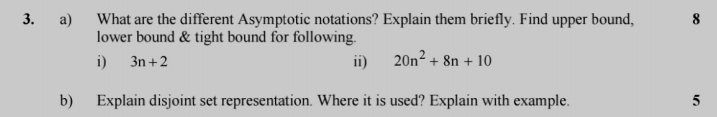 3. a) What are the different Asymptotic notations? Explain them briefly. Find upper bound, 8
lower bound & tight bound for following.
i) 3n+2 ii) 20n² + 8n + 10
b) Explain disjoint set representation. Where it is used? Explain with example. 5